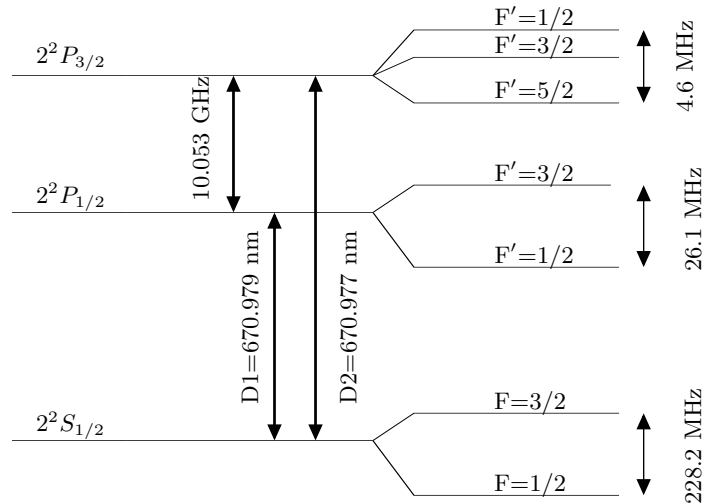 F′=1/2
2²P₃/₂
F′=3/2
4.6 MHz
F′=5/2
10.053 GHz
F′=3/2
2²P₁/₂
26.1 MHz
F′=1/2
D1=670.979 nm
D2=670.977 nm
F=3/2
2²S₁/₂
228.2 MHz
F=1/2